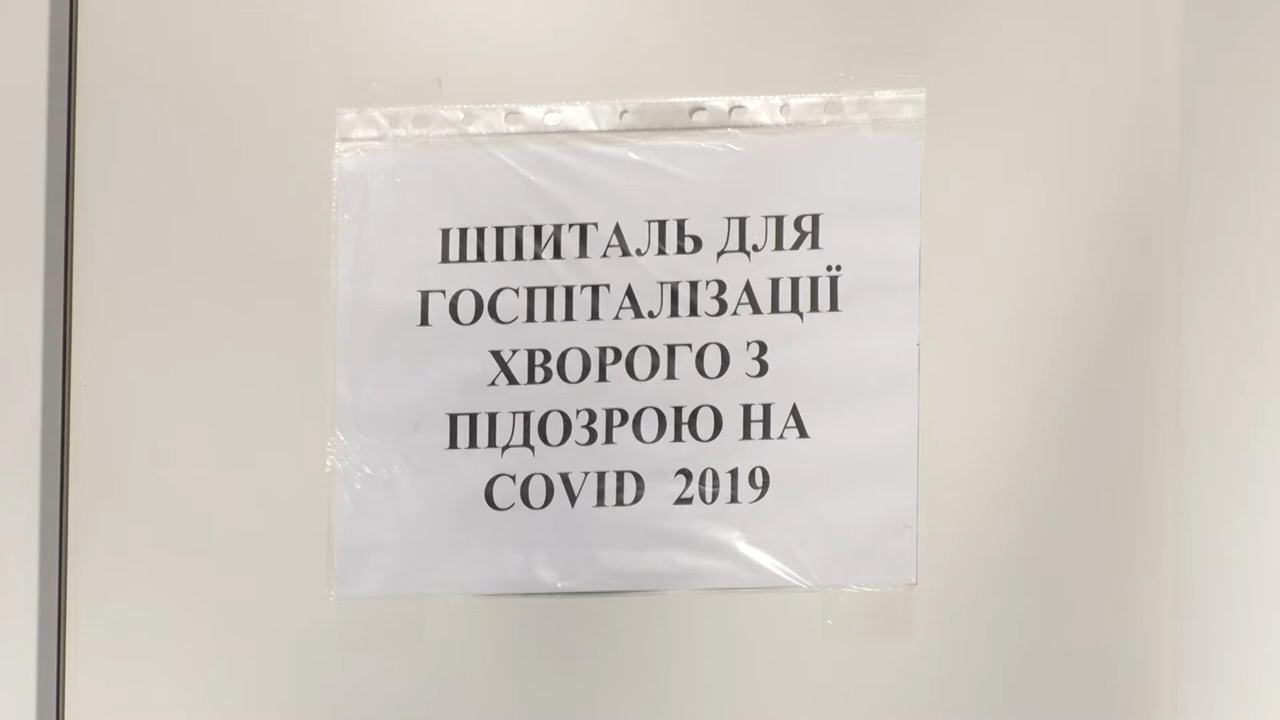 ШПИТАЛЬ ДЛЯ
ГОСПІТАЛІЗАЦІЇ
ХВОРОГО З
ПІДОЗРОЮ НА
COVID 2019